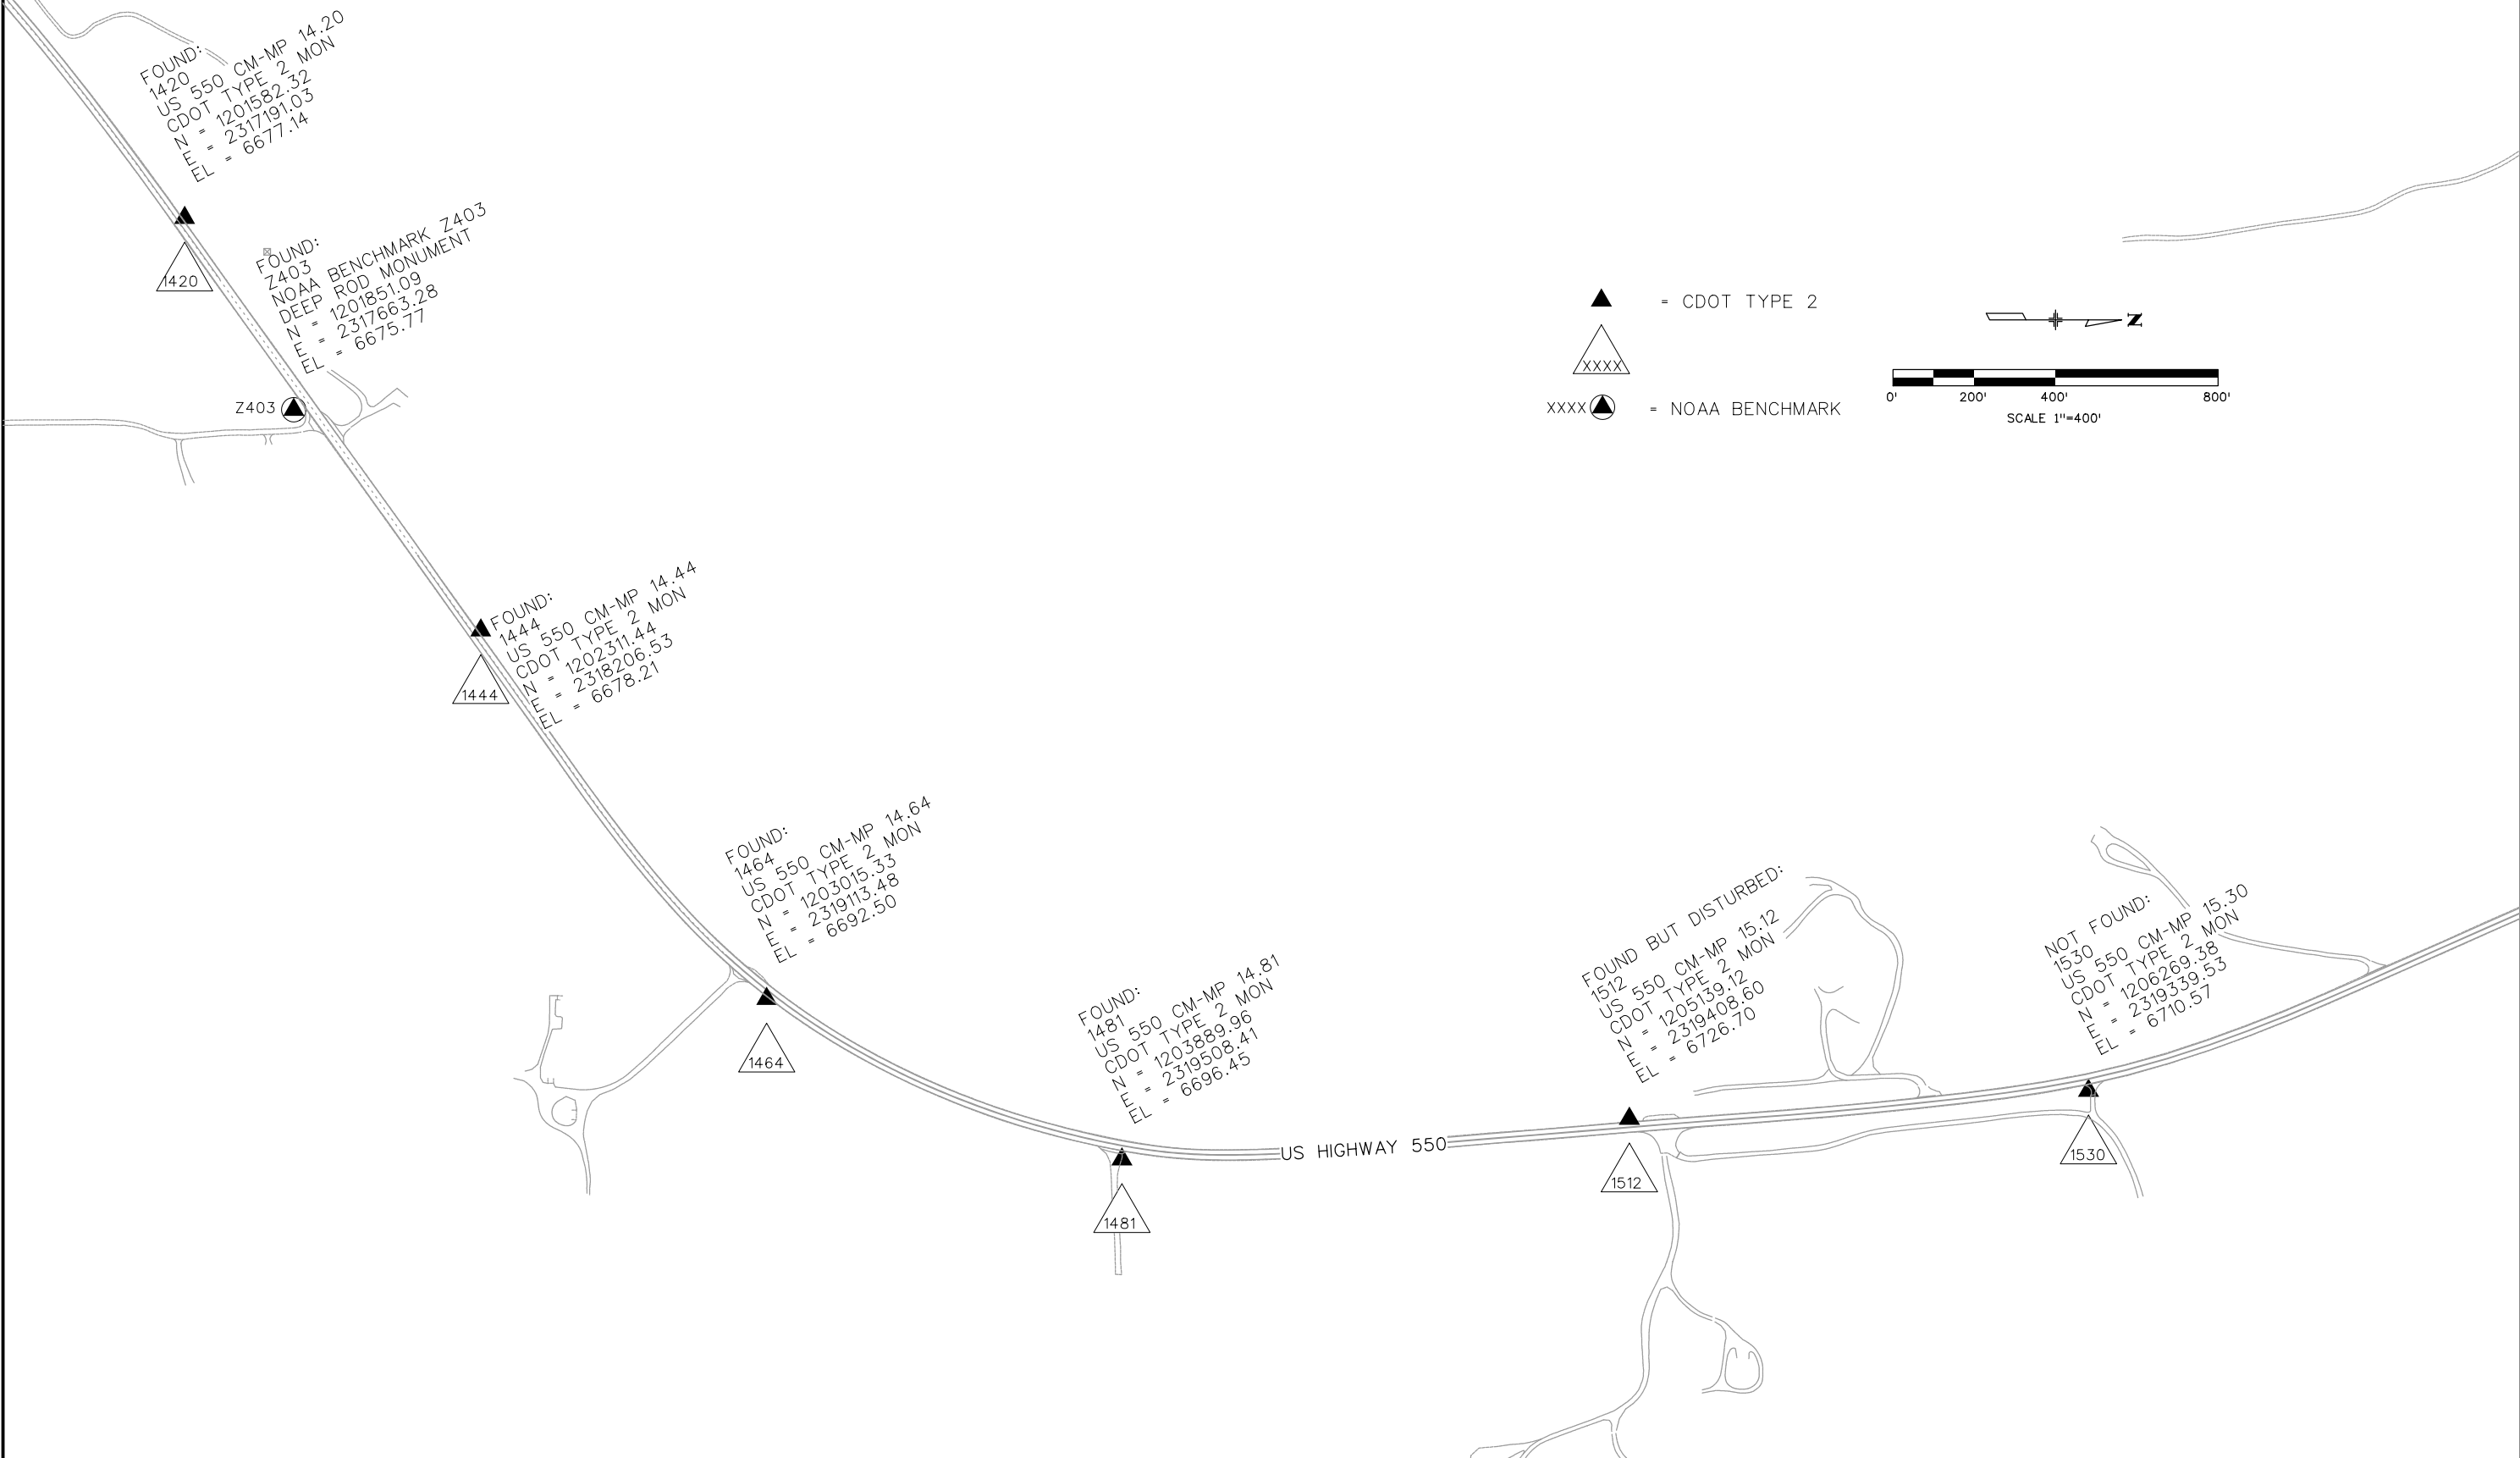 FOUND:
1420
US 550 CM-MP 14.20
CDOT TYPE 2 MON
N = 1201582.32
E = 2317191.03
EL = 6677.14
1420
FOUND:
Z403
NOAA BENCHMARK Z403
DEEP ROD MONUMENT
N = 1201851.09
E = 2317663.28
EL = 6675.77
Z403
= CDOT TYPE 2
XXXX
XXXX
= NOAA BENCHMARK
N
0' 200' 400' 800'
SCALE 1"=400'
FOUND:
1444
US 550 CM-MP 14.44
CDOT TYPE 2 MON
N = 1202311.44
E = 2318206.53
EL = 6678.21
1444
FOUND:
1464
US 550 CM-MP 14.64
CDOT TYPE 2 MON
N = 1203015.33
E = 2319113.48
EL = 6692.50
1464
FOUND:
1481
US 550 CM-MP 14.81
CDOT TYPE 2 MON
N = 1203889.96
E = 2319508.41
EL = 6696.45
1481
US HIGHWAY 550
FOUND BUT DISTURBED:
1512
US 550 CM-MP 15.12
CDOT TYPE 2 MON
N = 1205139.12
E = 2319408.60
EL = 6726.70
1512
NOT FOUND:
1530
US 550 CM-MP 15.30
CDOT TYPE 2 MON
N = 1206269.38
E = 2319339.53
EL = 6710.57
1530